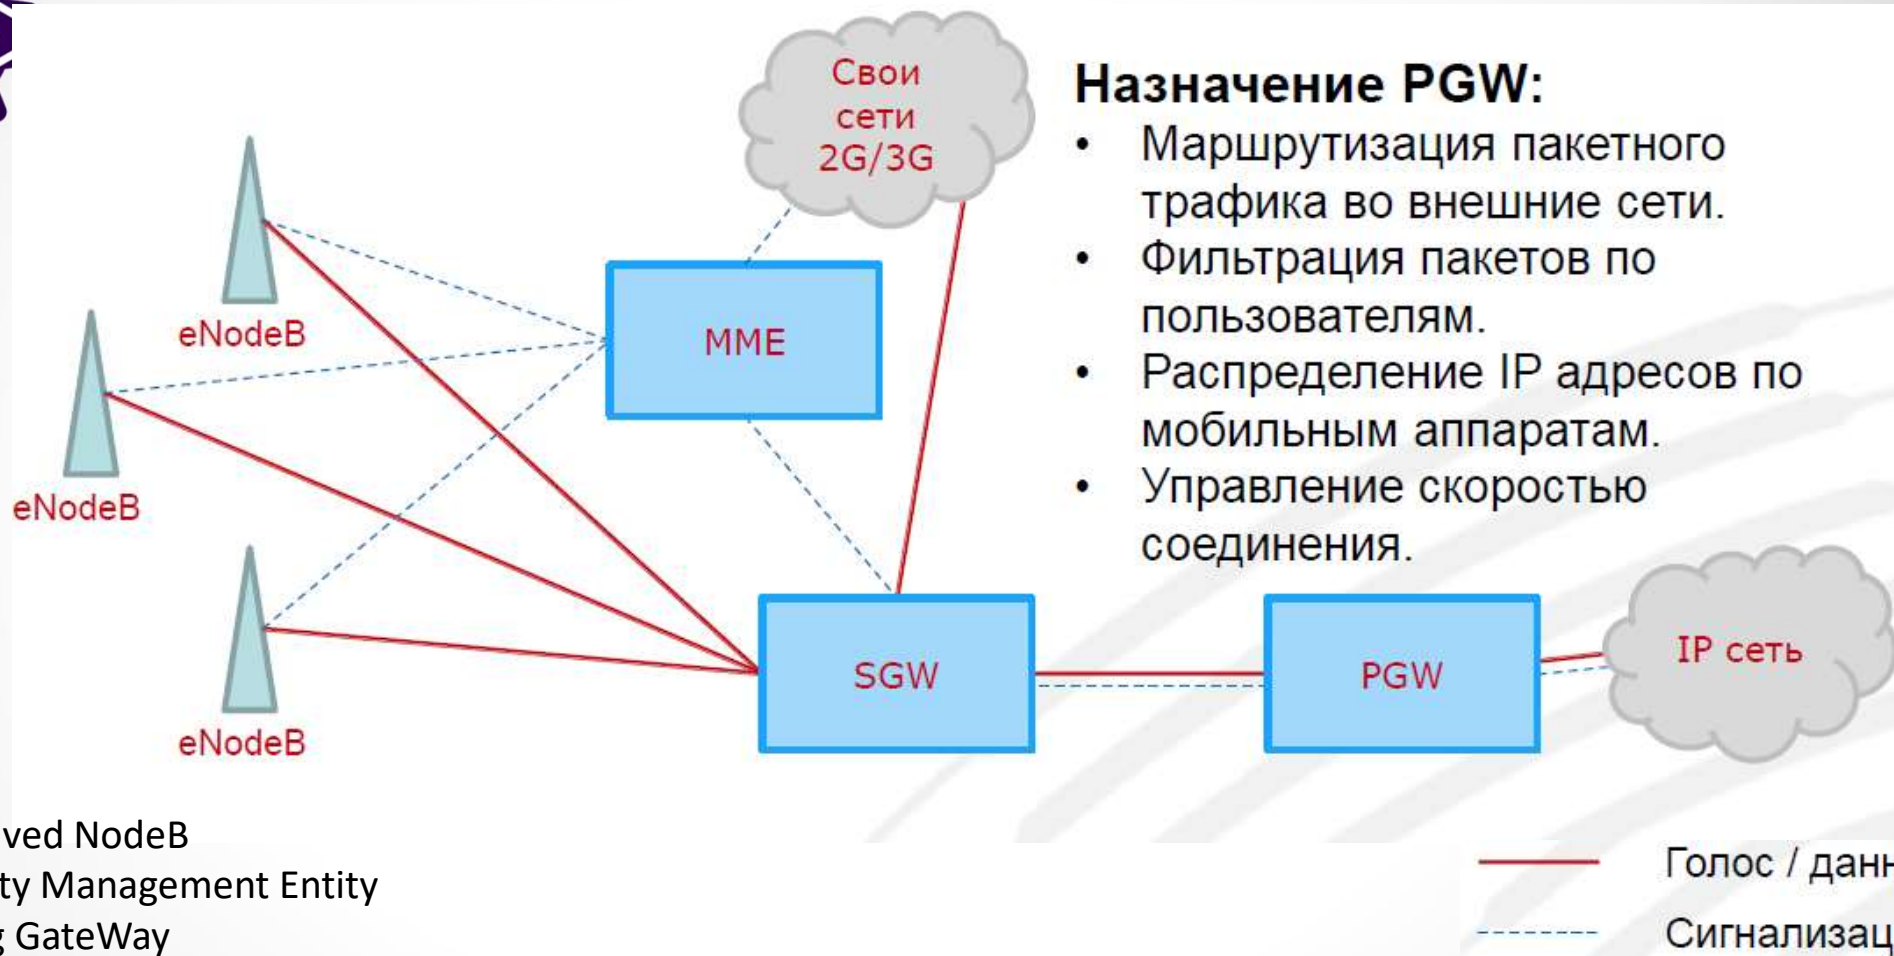 Свои
сети
2G/3G
Назначение PGW:
• Маршрутизация пакетного
трафика во внешние сети.
• Фильтрация пакетов по
пользователям.
• Распределение IP адресов по
мобильным аппаратам.
• Управление скоростью
соединения.
eNodeB
MME
eNodeB
eNodeB
SGW
PGW
IP сеть
ved NodeB
ty Management Entity
GateWay
Голос /